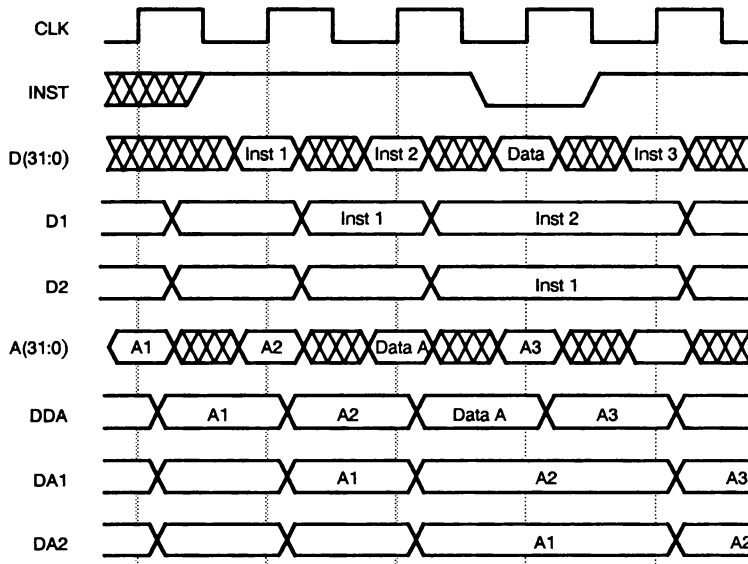 CLK
INST
D(31:0) Inst 1 Inst 2 Data Inst 3
D1 Inst 1 Inst 2
D2 Inst 1
A(31:0) A1 A2 Data A A3
DDA A1 A2 Data A A3
DA1 A1 A2 A3
DA2 A1 A2